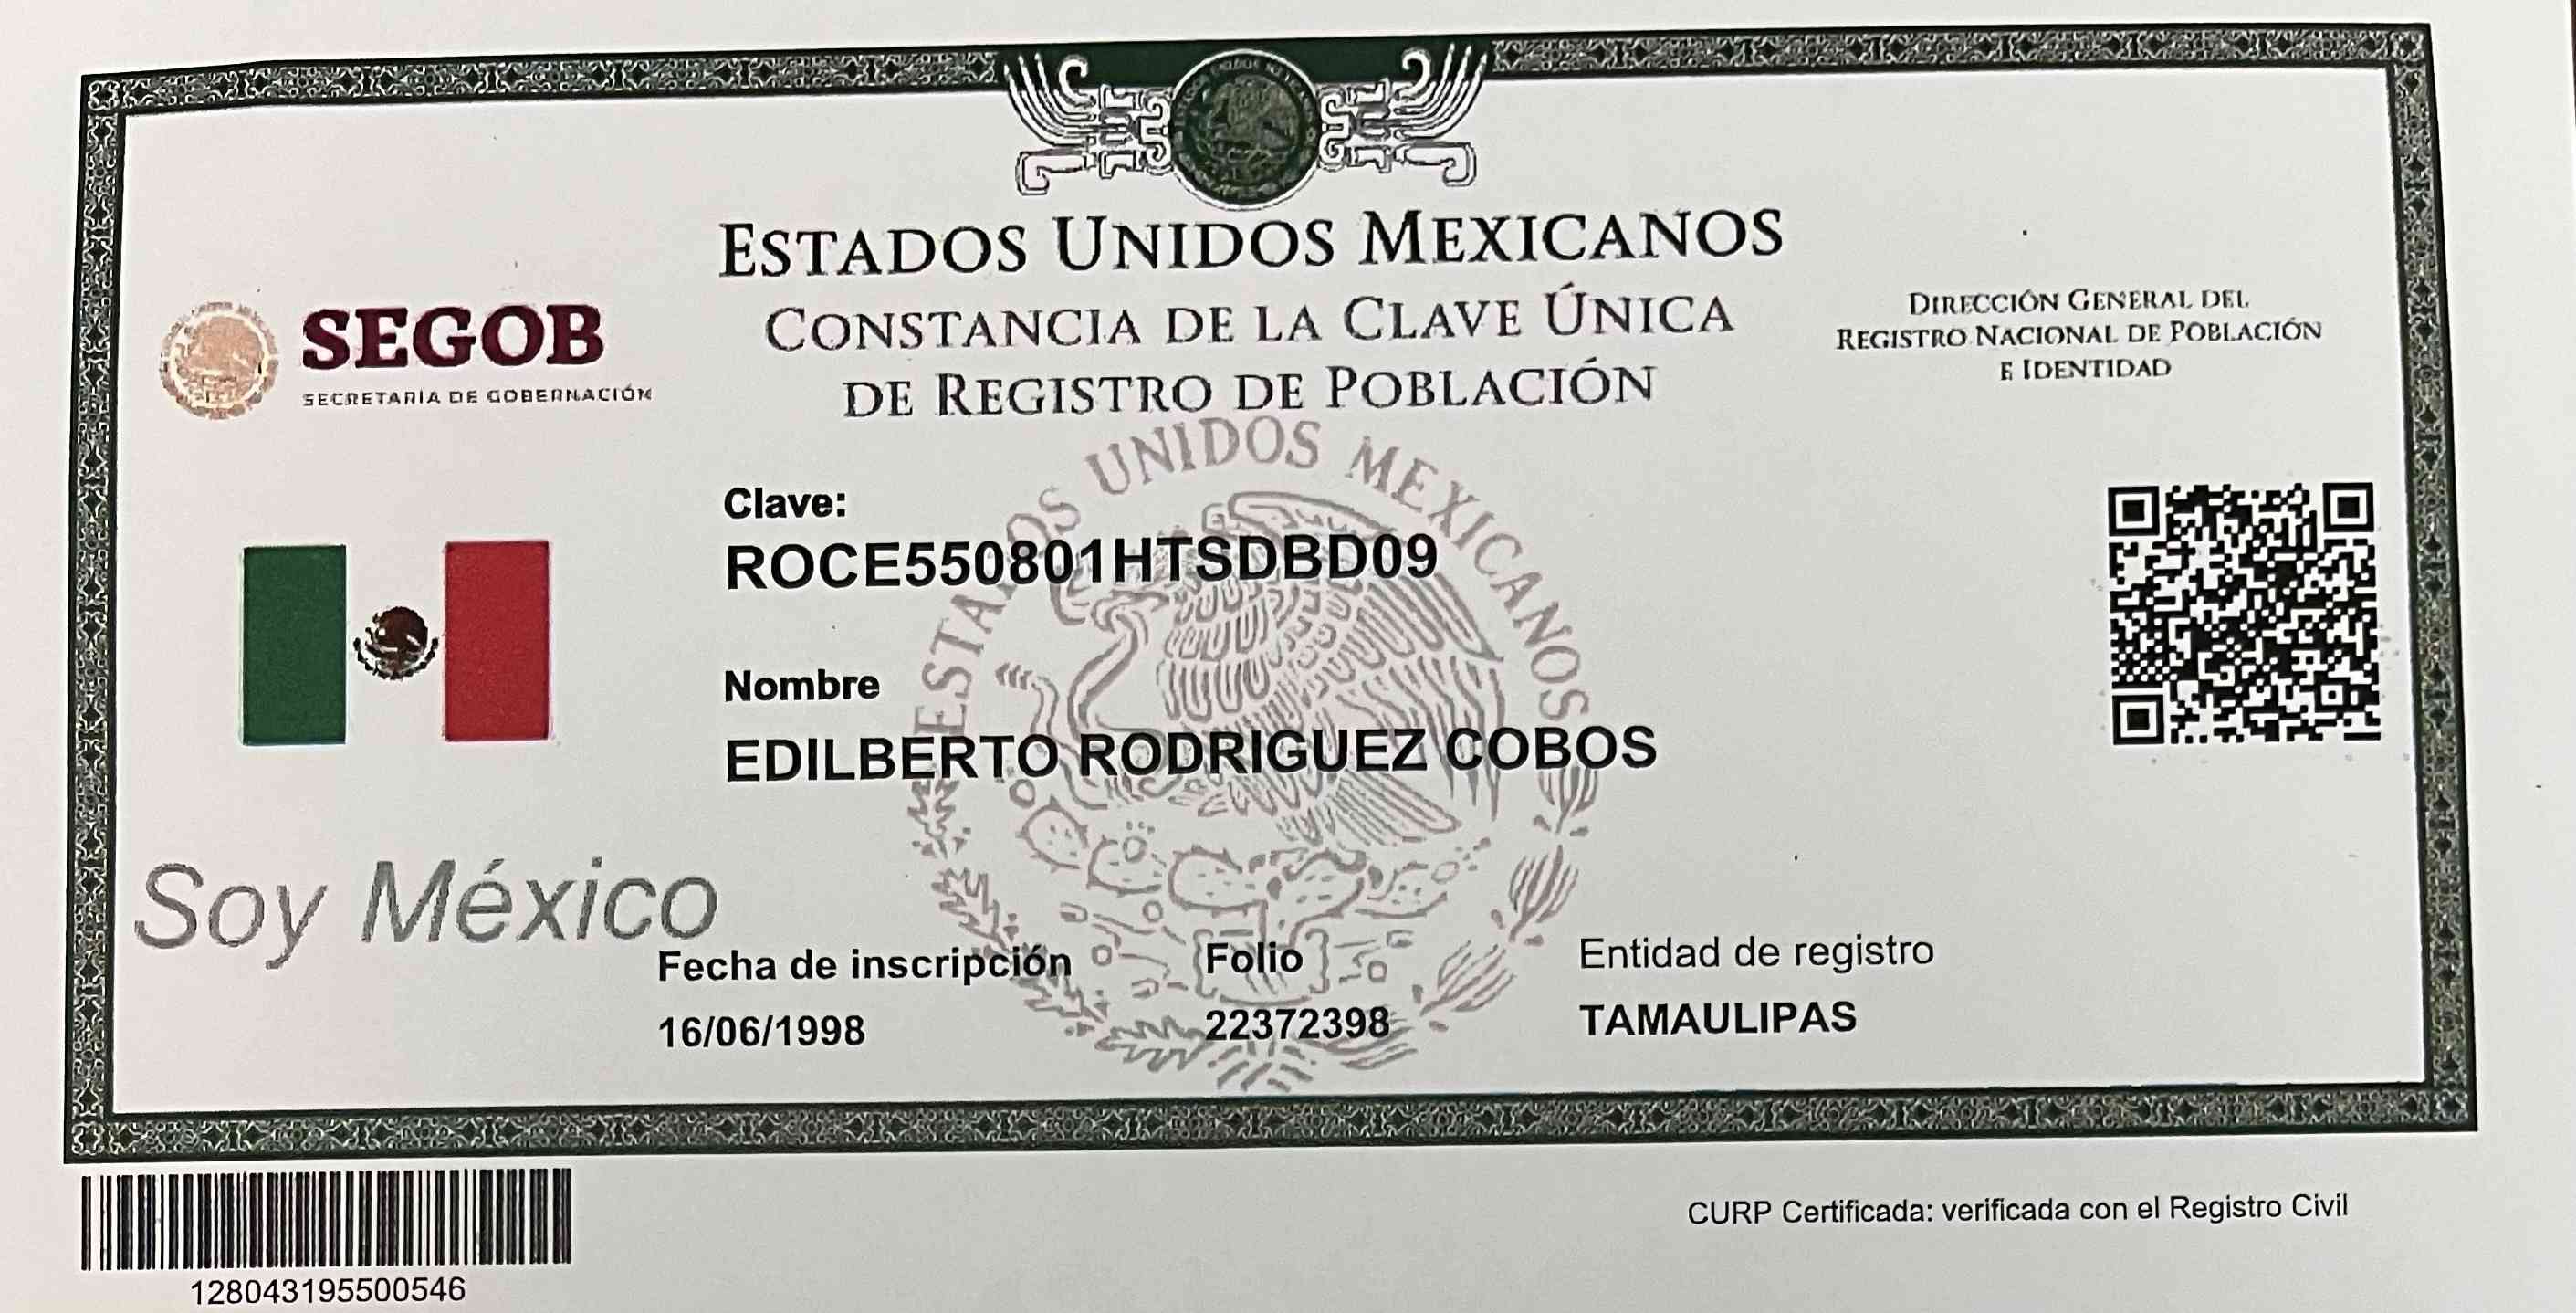 ESTADOS UNIDOS MEXICANOS
CONSTANCIA DE LA CLAVE ÚNICA
DE REGISTRO DE POBLACIÓN
SEGOB
SECRETARÍA DE GOBERNACIÓN
DIRECCIÓN GENERAL DEL
REGISTRO NACIONAL DE POBLACIÓN
E IDENTIDAD
ESTADOS UNIDOS MEXICANOS
Clave:
ROCE550801HTSDBD09
Nombre
EDILBERTO RODRIGUEZ COBOS
Soy México
Fecha de inscripción
16/06/1998
Folio
22372398
Entidad de registro
TAMAULIPAS
128043195500546
CURP Certificada: verificada con el Registro Civil